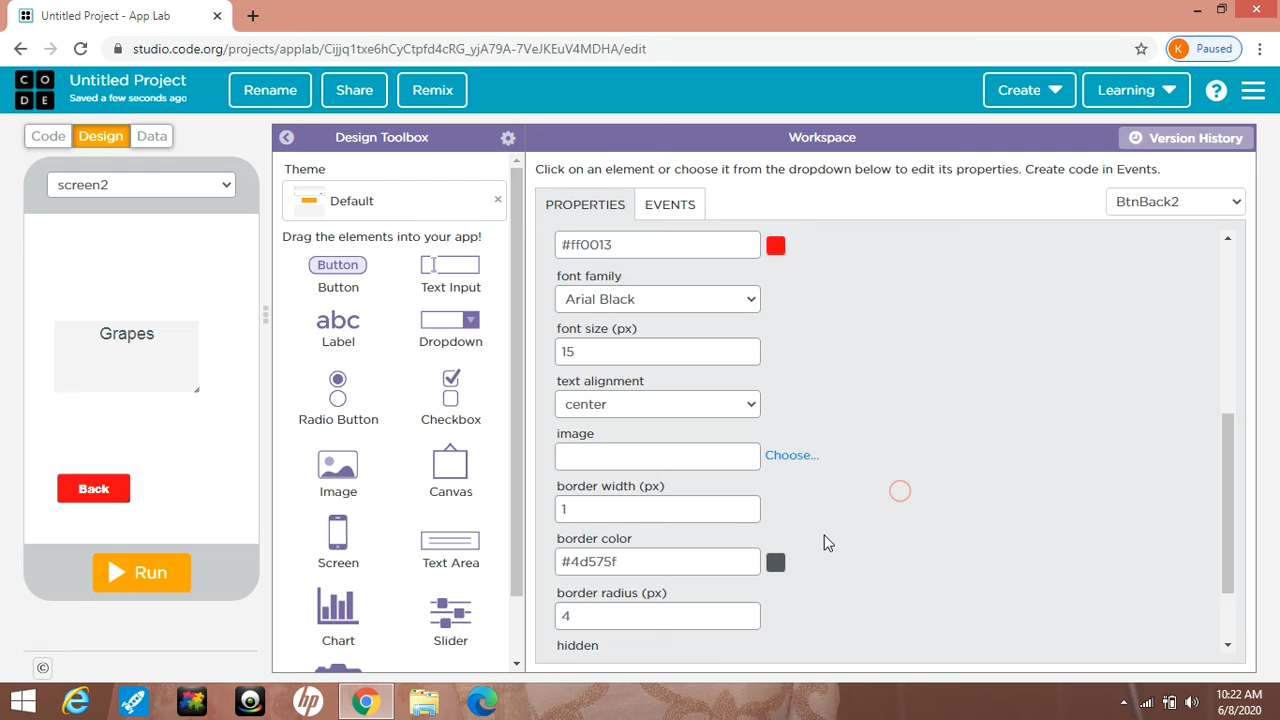 Untitled Project - App Lab
studio.code.org/projects/applab/Cijjq1txe6hCyCtpfd4cRG_yjA79A-7VeJKEuV4MDHA/edit
K Paused
C O
D E
Untitled Project
Saved a few seconds ago
Rename
Share
Remix
Create
Learning
?
Code
Design
Data
Design Toolbox
Workspace
Version History
screen2
Theme
Default
Click on an element or choose it from the dropdown below to edit its properties. Create code in Events.
PROPERTIES
EVENTS
BtnBack2
Drag the elements into your app!
Button
Button
Text Input
abc
Label
Dropdown
Radio Button
Checkbox
Image
Canvas
Screen
Text Area
Chart
Slider
Grapes
Back
Run
#ff0013
font family
Arial Black
font size (px)
15
text alignment
center
image
Choose...
border width (px)
1
border color
#4d575f
border radius (px)
4
hidden
©
hp
10:22 AM
6/8/2020